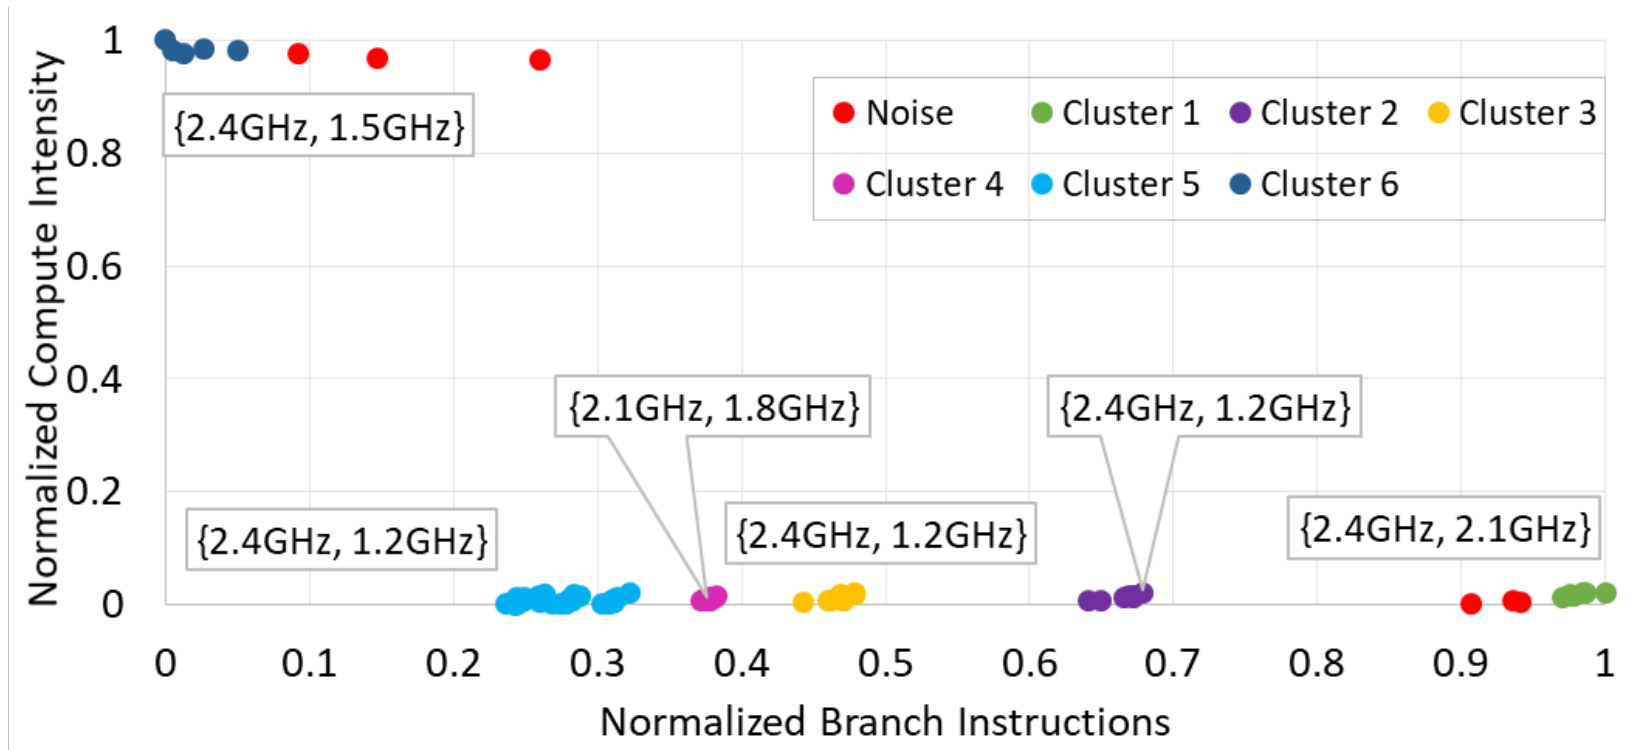 Normalized Compute Intensity
1
0.8
0.6
0.4
0.2
0
{2.4GHz, 1.5GHz}
Noise Cluster 1 Cluster 2 Cluster 3
Cluster 4 Cluster 5 Cluster 6
{2.1GHz, 1.8GHz}
{2.4GHz, 1.2GHz}
{2.4GHz, 1.2GHz}
{2.4GHz, 1.2GHz}
{2.4GHz, 2.1GHz}
0 0.1 0.2 0.3 0.4 0.5 0.6 0.7 0.8 0.9 1
Normalized Branch Instructions